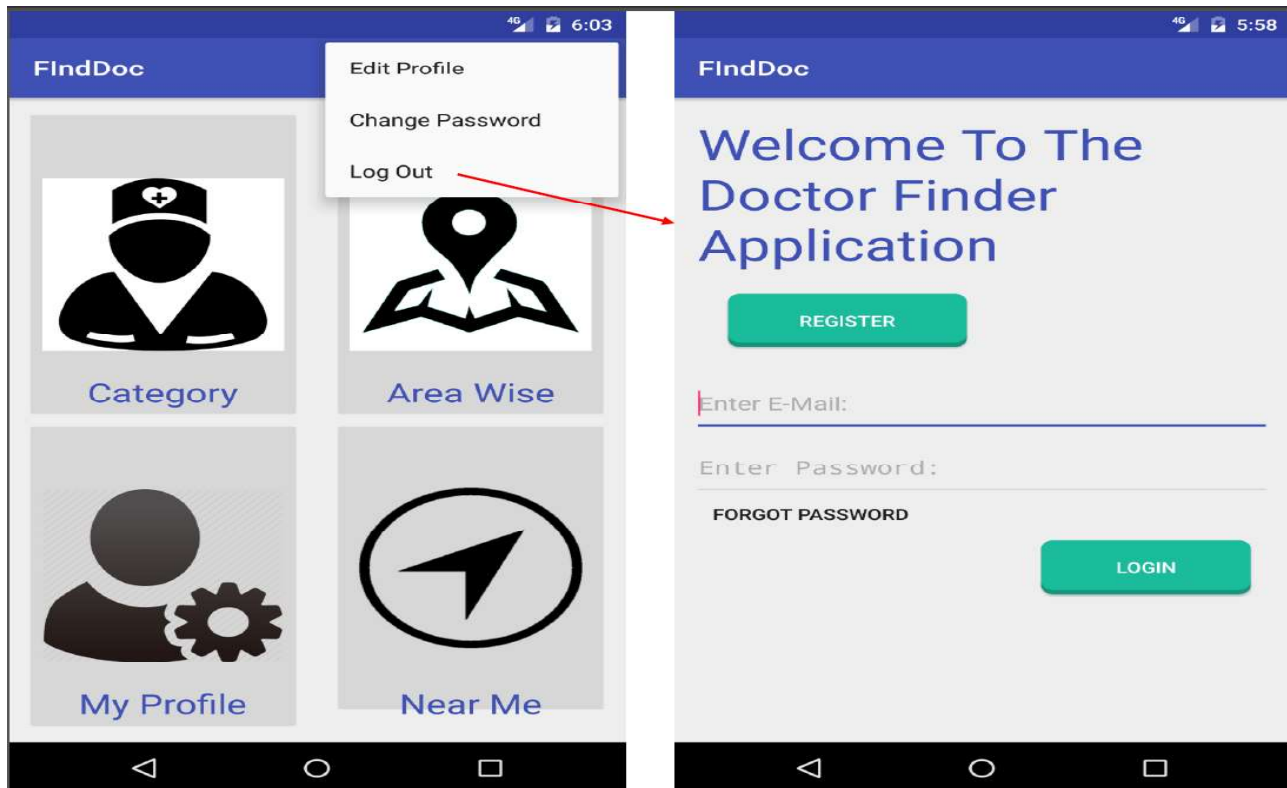 4G 6:03
FIndDoc
Edit Profile
Change Password
Log Out
Category
Area Wise
My Profile
Near Me
4G 5:58
FIndDoc
Welcome To The
Doctor Finder
Application
REGISTER
Enter E-Mail:
Enter Password:
FORGOT PASSWORD
LOGIN